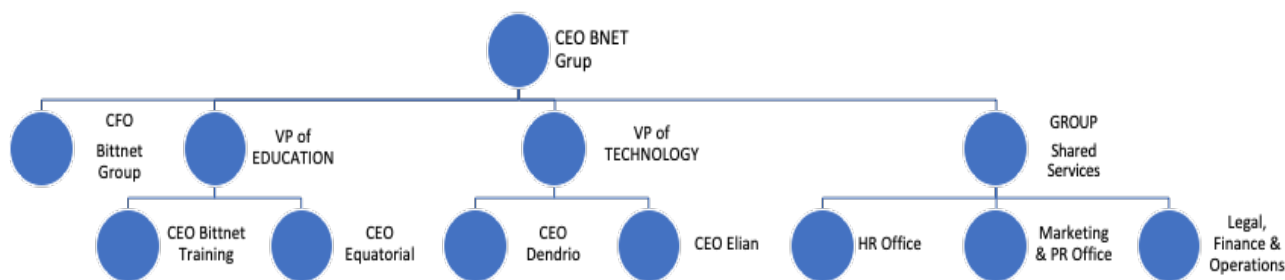 CEO BNET
Grup
CFO
Bittnet
Group
VP of
EDUCATION
VP of
TECHNOLOGY
GROUP
Shared
Services
CEO Bittnet
Training
CEO
Equatorial
CEO
Dendrio
CEO Elian
HR Office
Marketing
& PR Office
Legal,
Finance &
Operations